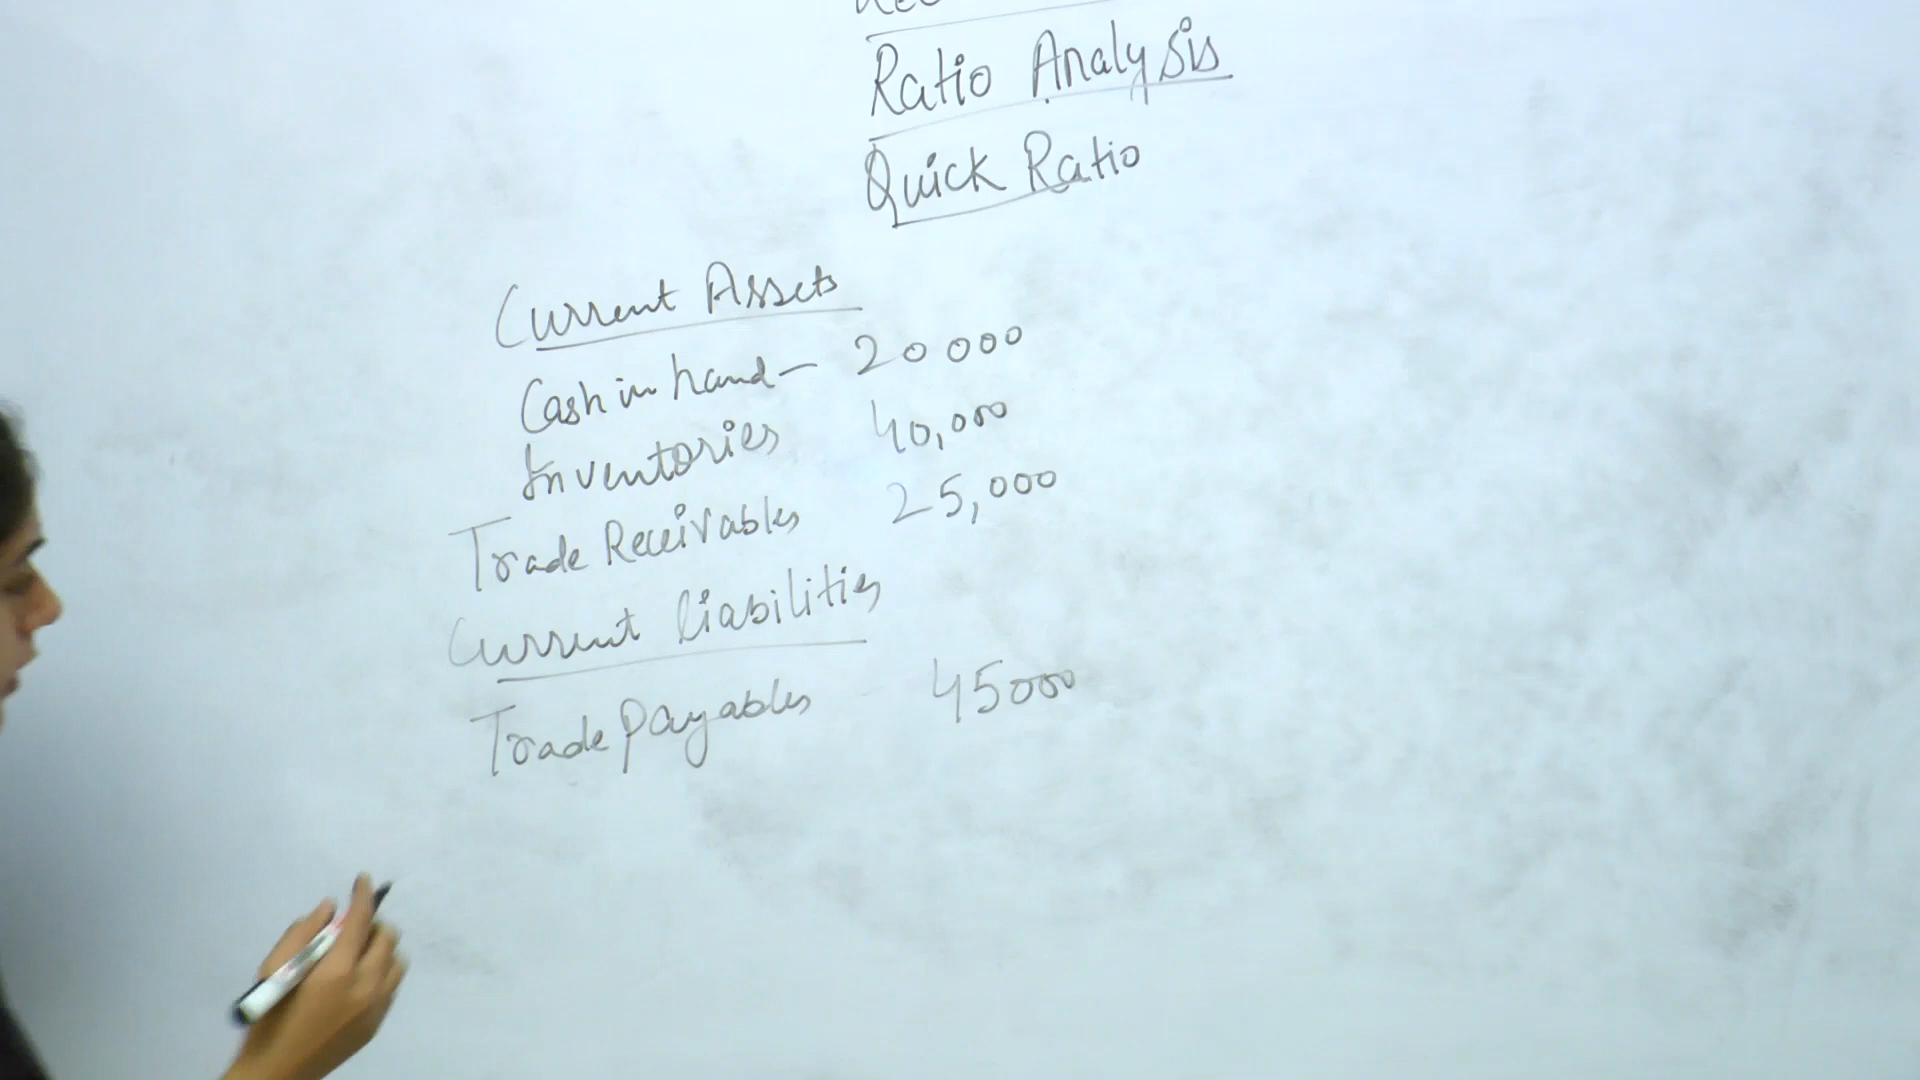 Ratio Analysis
Quick Ratio
Current Assets
Cash in hand - 20000
Inventories 40,000
Trade Receivables 25,000
Current liabilities
Trade payables 45000